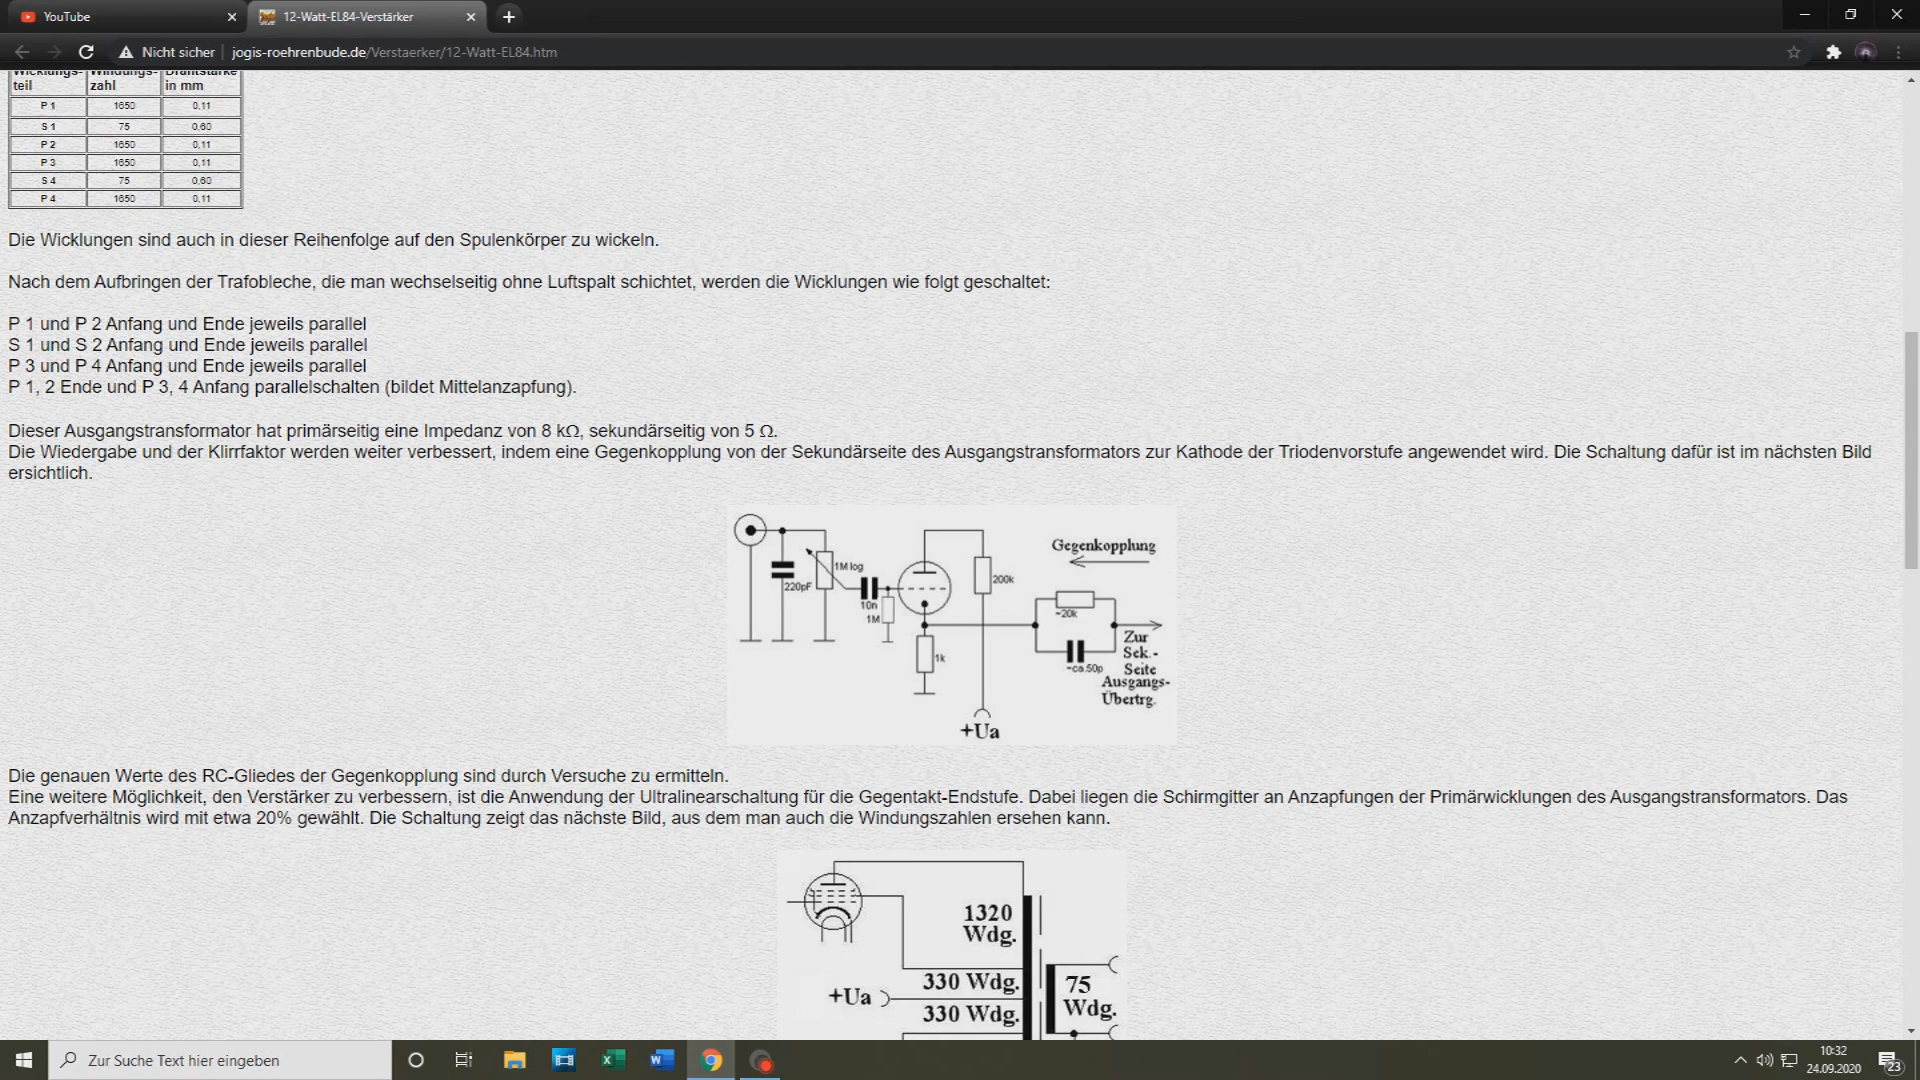 YouTube
12-Watt-EL84-Verstärker
Nicht sicher
jogis-roehrenbude.de/Verstaerker/12-Watt-EL84.htm
Wicklungs- Windungs- Drahtstärke
teil zahl in mm
P 1 1650 0,11
S 1 75 0,60
P 2 1650 0,11
P 3 1650 0,11
S 4 75 0,60
P 4 1650 0,11
Die Wicklungen sind auch in dieser Reihenfolge auf den Spulenkörper zu wickeln.
Nach dem Aufbringen der Trafobleche, die man wechselseitig ohne Luftspalt schichtet, werden die Wicklungen wie folgt geschaltet:
P 1 und P 2 Anfang und Ende jeweils parallel
S 1 und S 2 Anfang und Ende jeweils parallel
P 3 und P 4 Anfang und Ende jeweils parallel
P 1, 2 Ende und P 3, 4 Anfang parallelschalten (bildet Mittelanzapfung).
Dieser Ausgangstransformator hat primärseitig eine Impedanz von 8 kΩ, sekundärseitig von 5 Ω.
Die Wiedergabe und der Klirrfaktor werden weiter verbessert, indem eine Gegenkopplung von der Sekundärseite des Ausgangstransformators zur Kathode der Triodenvorstufe angewendet wird. Die Schaltung dafür ist im nächsten Bild
ersichtlich.
Gegenkopplung
1M log
220pF
200k
10n
1M
~20k
1k
~ca.50p
Zur
Sek.-
Seite
Ausgangs-
Übertrg.
+Ua
Die genauen Werte des RC-Gliedes der Gegenkopplung sind durch Versuche zu ermitteln.
Eine weitere Möglichkeit, den Verstärker zu verbessern, ist die Anwendung der Ultralinearschaltung für die Gegentakt-Endstufe. Dabei liegen die Schirmgitter an Anzapfungen der Primärwicklungen des Ausgangstransformators. Das
Anzapfverhältnis wird mit etwa 20% gewählt. Die Schaltung zeigt das nächste Bild, aus dem man auch die Windungszahlen ersehen kann.
1320
Wdg.
330 Wdg.
+Ua
330 Wdg.
75
Wdg.
Zur Suche Text hier eingeben
10:32
24.09.2020
23